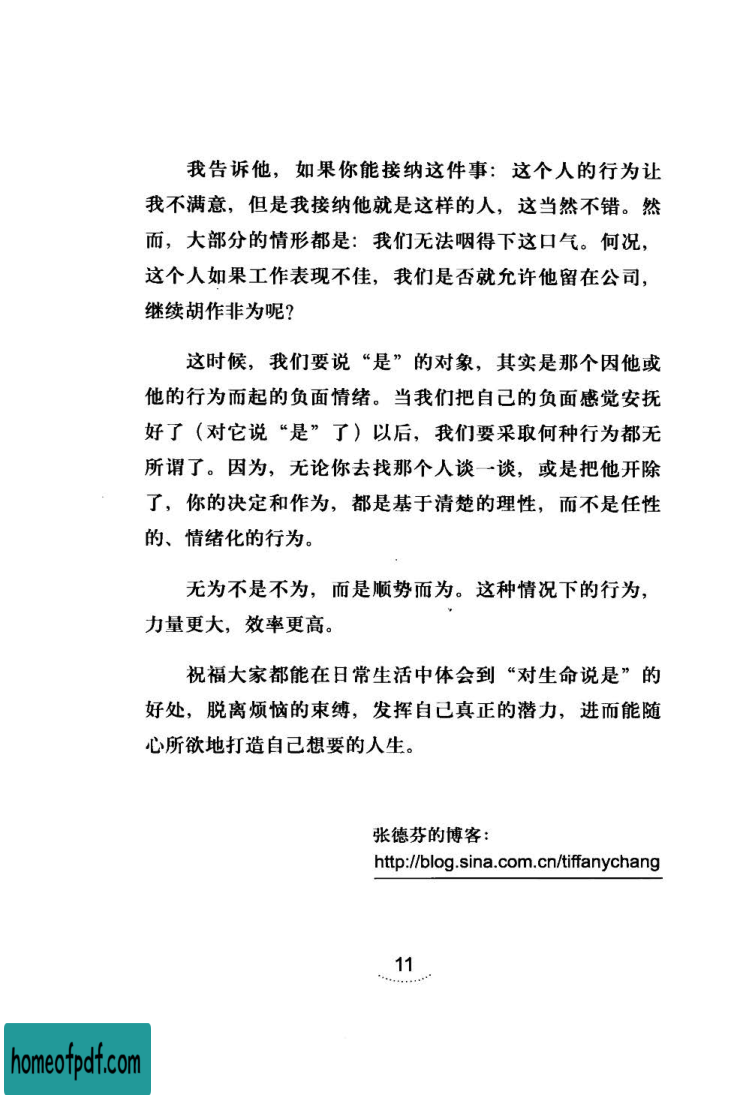 我告诉他，如果你能接纳这件事：这个人的行为让
我不满意，但是我接纳他就是这样的人，这当然不错。然
而，大部分的情形都是：我们无法咽得下这口气。何况，
这个人如果工作表现不佳，我们是否就允许他留在公司，
继续胡作非为呢？
这时候，我们要说“是”的对象，其实是那个因他或
他的行为而起的负面情绪。当我们把自己的负面感觉安抚
好了（对它说“是”了）以后，我们要采取何种行为都无
所谓了。因为，无论你去找那个人谈一谈，或是把他开除
了，你的决定和作为，都是基于清楚的理性，而不是任性
的、情绪化的行为。
无为不是不为，而是顺势而为。这种情况下的行为，
力量更大，效率更高。
祝福大家都能在日常生活中体会到“对生命说是”的
好处，脱离烦恼的束缚，发挥自己真正的潜力，进而能随
心所欲地打造自己想要的人生。
张德芬的博客：
http://blog.sina.com.cn/tiffanychang
11
homeofpdf.com